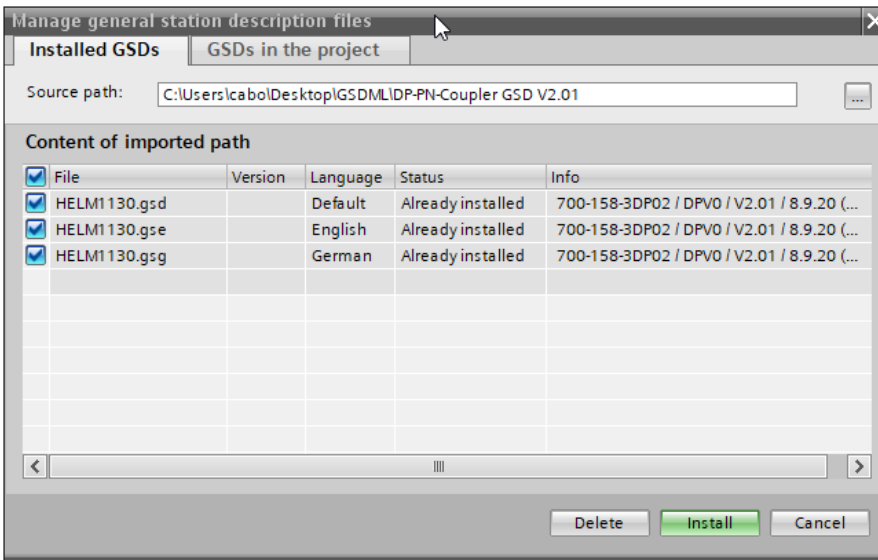 Manage general station description files
Installed GSDs GSDs in the project
Source path: C:\Users\cabo\Desktop\GSDML\DP-PN-Coupler GSD V2.01 ...
Content of imported path
File Version Language Status Info
HELM1130.gsd Default Already installed 700-158-3DP02 / DPV0 / V2.01 / 8.9.20 (...
HELM1130.gse English Already installed 700-158-3DP02 / DPV0 / V2.01 / 8.9.20 (...
HELM1130.gsg German Already installed 700-158-3DP02 / DPV0 / V2.01 / 8.9.20 (...
Delete Install Cancel